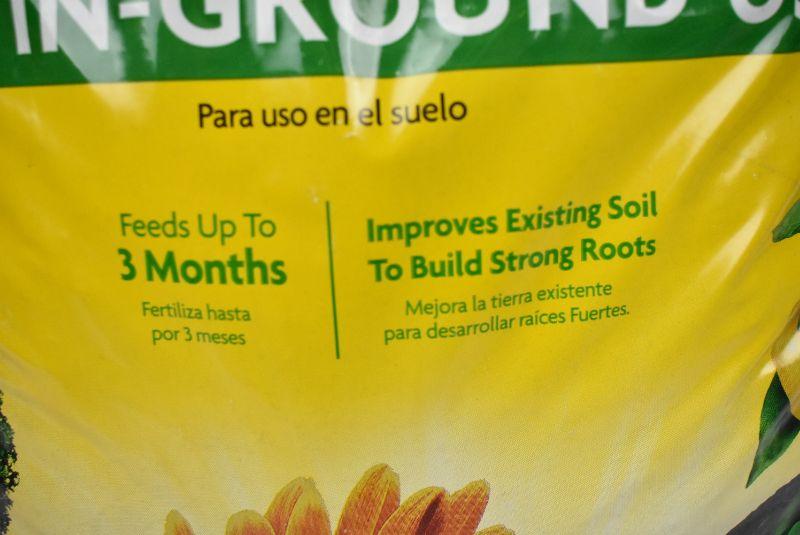 IN-GROUND
Para uso en el suelo
Feeds Up To
3 Months
Fertiliza hasta
por 3 meses
Improves Existing Soil
To Build Strong Roots
Mejora la tierra existente
para desarrollar raíces Fuertes.